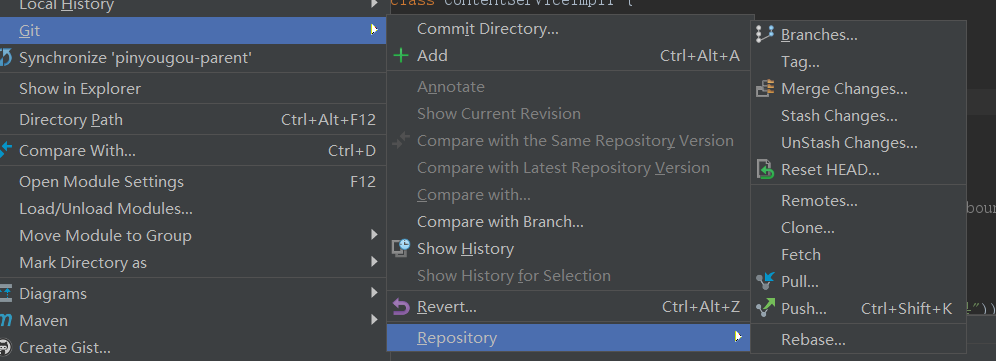 Local History
Git
Synchronize 'pinyougou-parent'
Show in Explorer
Directory Path Ctrl+Alt+F12
Compare With... Ctrl+D
Open Module Settings F12
Load/Unload Modules...
Move Module to Group
Mark Directory as
Diagrams
Maven
Create Gist...
class ContentServiceImpl1 {
Commit Directory...
Add Ctrl+Alt+A
Annotate
Show Current Revision
Compare with the Same Repository Version
Compare with Latest Repository Version
Compare with...
Compare with Branch...
Show History
Show History for Selection
Revert... Ctrl+Alt+Z
Repository
Branches...
Tag...
Merge Changes...
Stash Changes...
UnStash Changes...
Reset HEAD...
Remotes...
Clone...
Fetch
Pull...
Push... Ctrl+Shift+K
Rebase...
bour